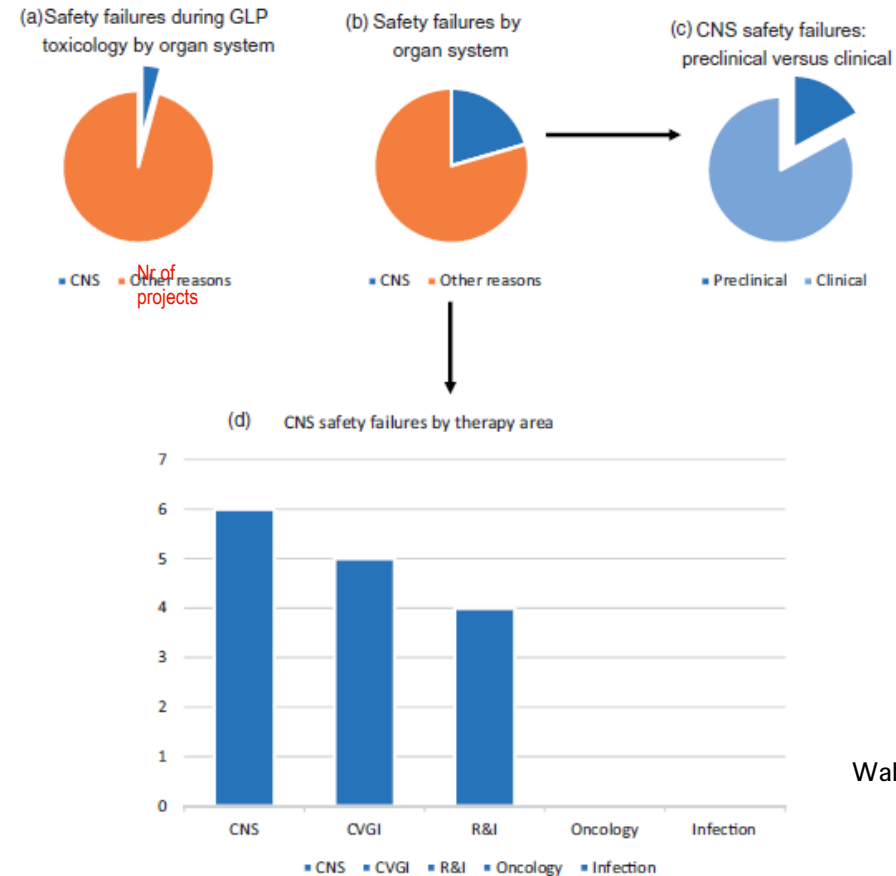 (a)Safety failures during GLP
toxicology by organ system
(b) Safety failures by
organ system
(c) CNS safety failures:
preclinical versus clinical
CNS Other reasons
Nr of
projects
CNS Other reasons
Preclinical Clinical
(d) CNS safety failures by therapy area
7
6
5
4
3
2
1
0
CNS CVGI R&I Oncology Infection
CNS CVGI R&I Oncology Infection
Wal